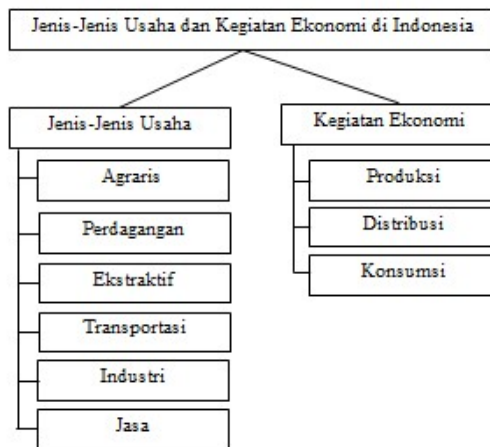 Jenis-Jenis Usaha dan Kegiatan Ekonomi di Indonesia
Jenis-Jenis Usaha
Agraris
Perdagangan
Ekstraktif
Transportasi
Industri
Jasa
Kegiatan Ekonomi
Produksi
Distribusi
Konsumsi